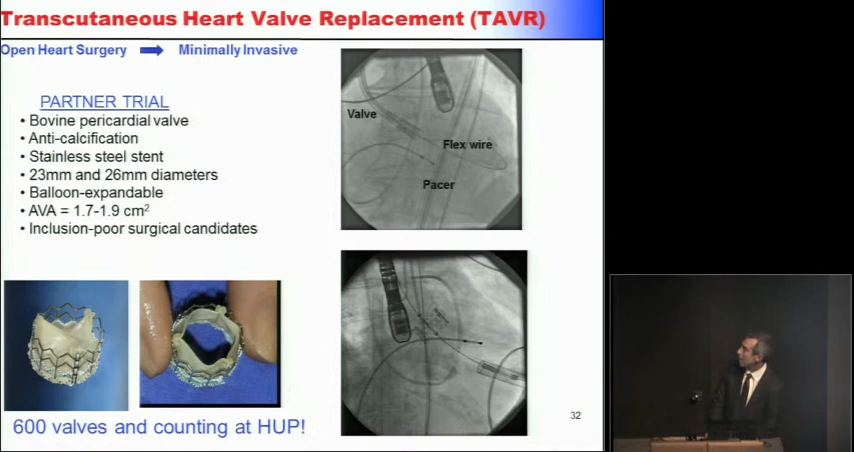 Transcutaneous Heart Valve Replacement (TAVR)
Open Heart Surgery Minimally Invasive
PARTNER TRIAL
• Bovine pericardial valve
• Anti-calcification
• Stainless steel stent
• 23mm and 26mm diameters
• Balloon-expandable
• AVA = 1.7-1.9 cm²
• Inclusion-poor surgical candidates
Valve
Flex wire
Pacer
600 valves and counting at HUP!
32